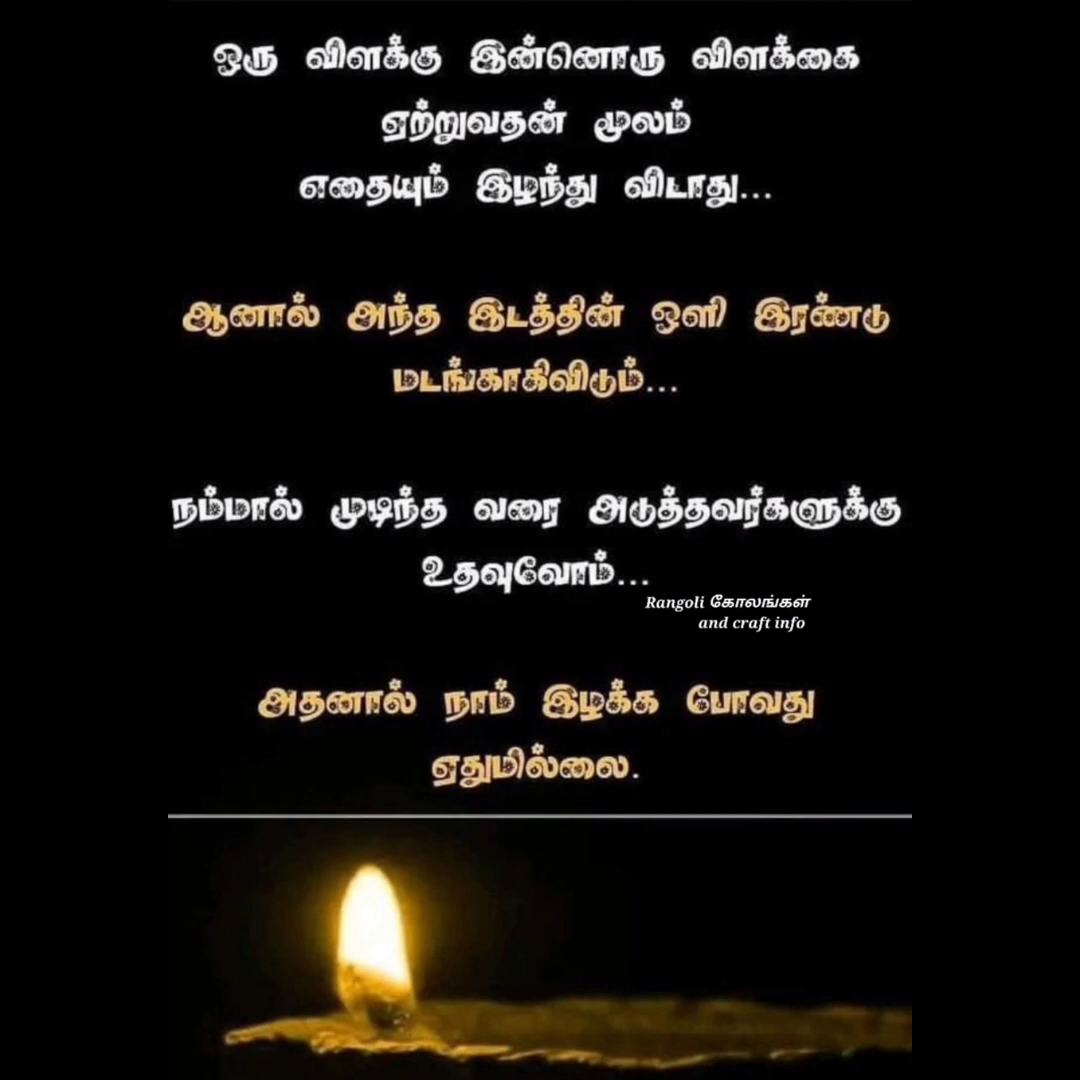 ஒரு விளக்கு இன்னொரு விளக்கை
ஏற்றுவதன் மூலம்
எதையும் இழந்து விடாது...
ஆனால் அந்த இடத்தின் ஒளி இரண்டு
மடங்காகிவிடும்...
நம்மால் முடிந்த வரை அடுத்தவர்களுக்கு
உதவுவோம்...
Rangoli கோலங்கள்
and craft info
அதனால் நாம் இழக்க போவது
ஏதுமில்லை.